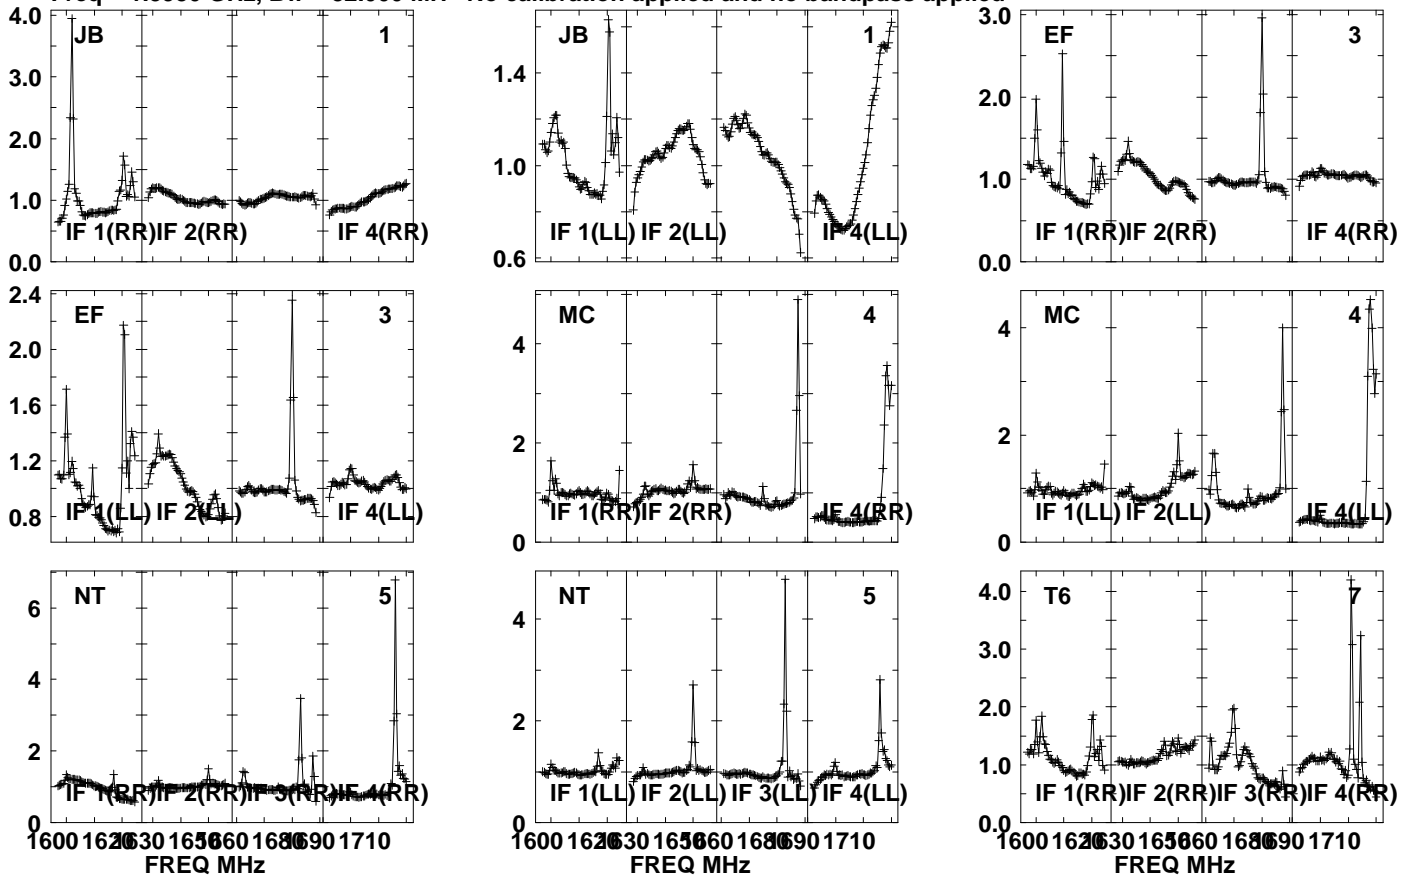 No calibration applied and no bandpass applied
4.0 JB 1
3.0
2.0
1.0
0.0
IF 1(RR) IF 2(RR) IF 4(RR)
JB 1
1.4
1.0
0.6
IF 1(LL) IF 2(LL) IF 4(LL)
3.0 EF 3
2.0
1.0
0.0
IF 1(RR) IF 2(RR) IF 4(RR)
2.4 EF 3
2.0
1.6
1.2
0.8
IF 1(LL) IF 2(LL) IF 4(LL)
MC 4
4
2
0
IF 1(RR) IF 2(RR) IF 4(RR)
MC 4
4
2
0
IF 1(LL) IF 2(LL) IF 4(LL)
NT 5
6
4
2
0
IF 1(RR) IF 2(RR) IF 3(RR) IF 4(RR)
1600 1620 1630 1650 1660 1680 1690 1710
FREQ MHz
NT 5
4
2
0
IF 1(LL) IF 2(LL) IF 3(LL) IF 4(LL)
1600 1620 1630 1650 1660 1680 1690 1710
FREQ MHz
4.0 T6 7
3.0
2.0
1.0
0.0
IF 1(RR) IF 2(RR) IF 3(RR) IF 4(RR)
1600 1620 1630 1650 1660 1680 1690 1710
FREQ MHz